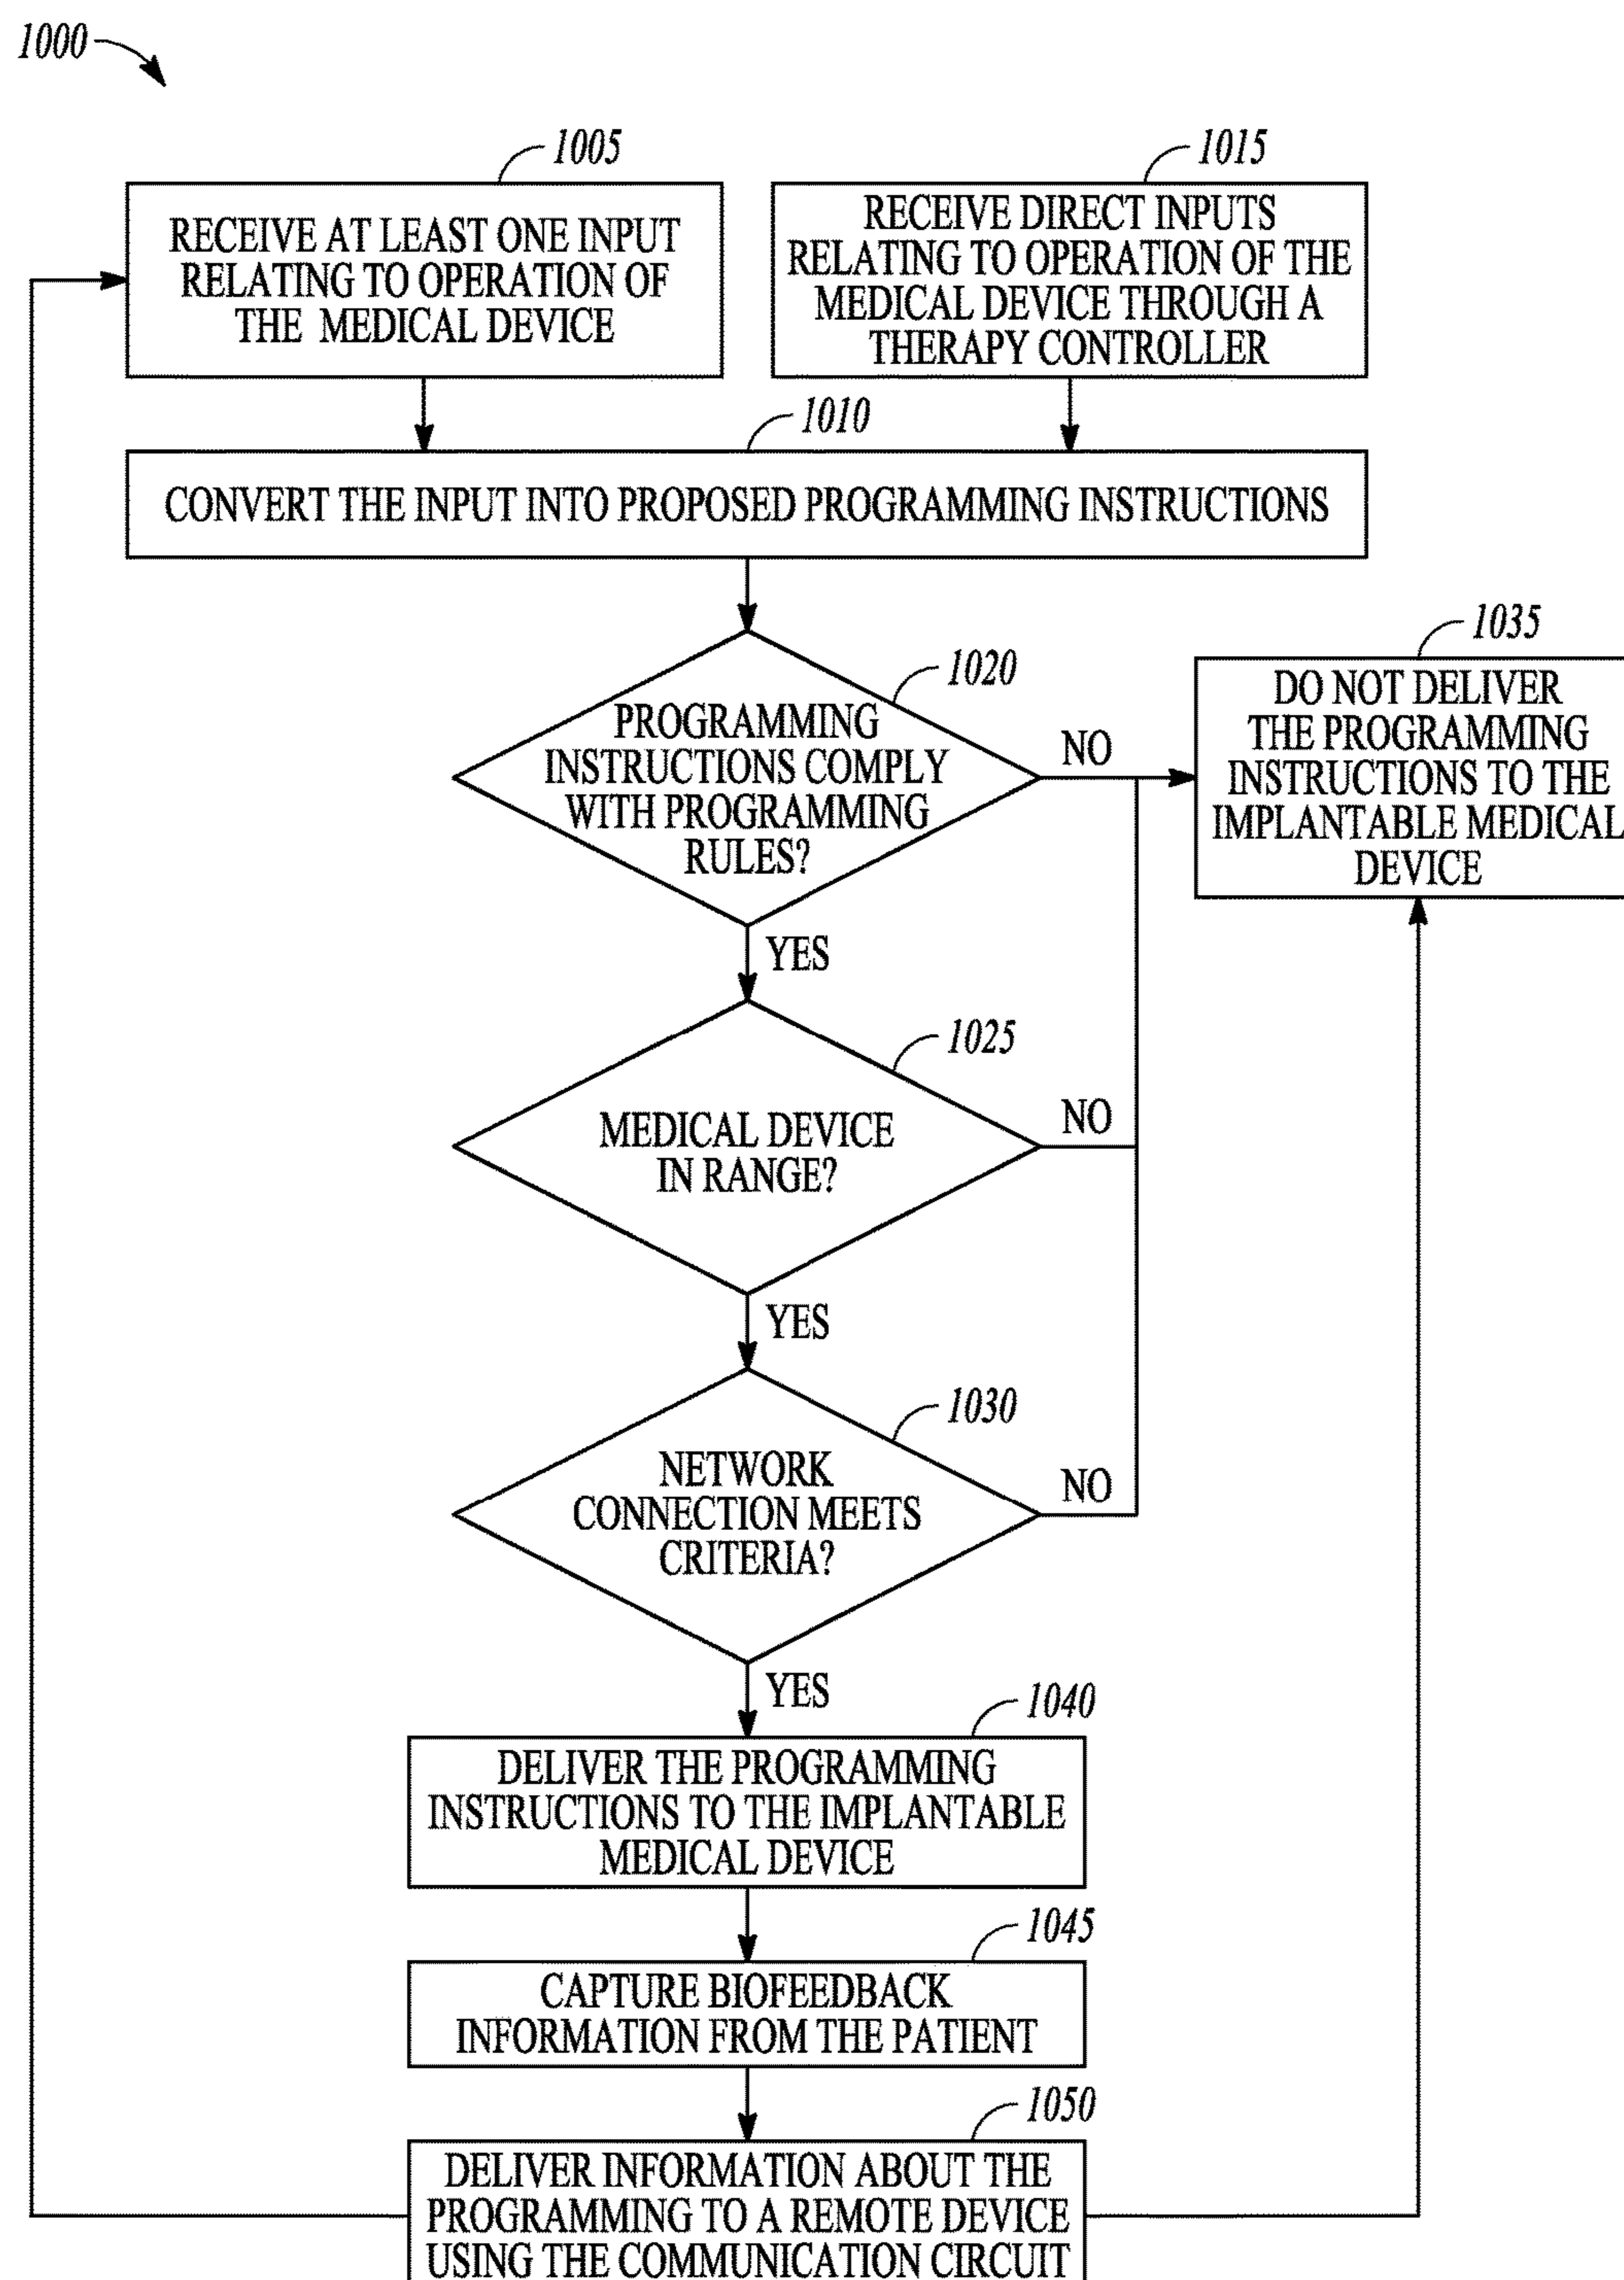 1000
1005
RECEIVE AT LEAST ONE INPUT
RELATING TO OPERATION OF
THE MEDICAL DEVICE
1015
RECEIVE DIRECT INPUTS
RELATING TO OPERATION OF THE
MEDICAL DEVICE THROUGH A
THERAPY CONTROLLER
1010
CONVERT THE INPUT INTO PROPOSED PROGRAMMING INSTRUCTIONS
1020
PROGRAMMING
INSTRUCTIONS COMPLY
WITH PROGRAMMING
RULES?
NO
1035
DO NOT DELIVER
THE PROGRAMMING
INSTRUCTIONS TO THE
IMPLANTABLE MEDICAL
DEVICE
YES
1025
MEDICAL DEVICE
IN RANGE?
NO
YES
1030
NETWORK
CONNECTION MEETS
CRITERIA?
NO
YES
1040
DELIVER THE PROGRAMMING
INSTRUCTIONS TO THE IMPLANTABLE
MEDICAL DEVICE
1045
CAPTURE BIOFEEDBACK
INFORMATION FROM THE PATIENT
1050
DELIVER INFORMATION ABOUT THE
PROGRAMMING TO A REMOTE DEVICE
USING THE COMMUNICATION CIRCUIT